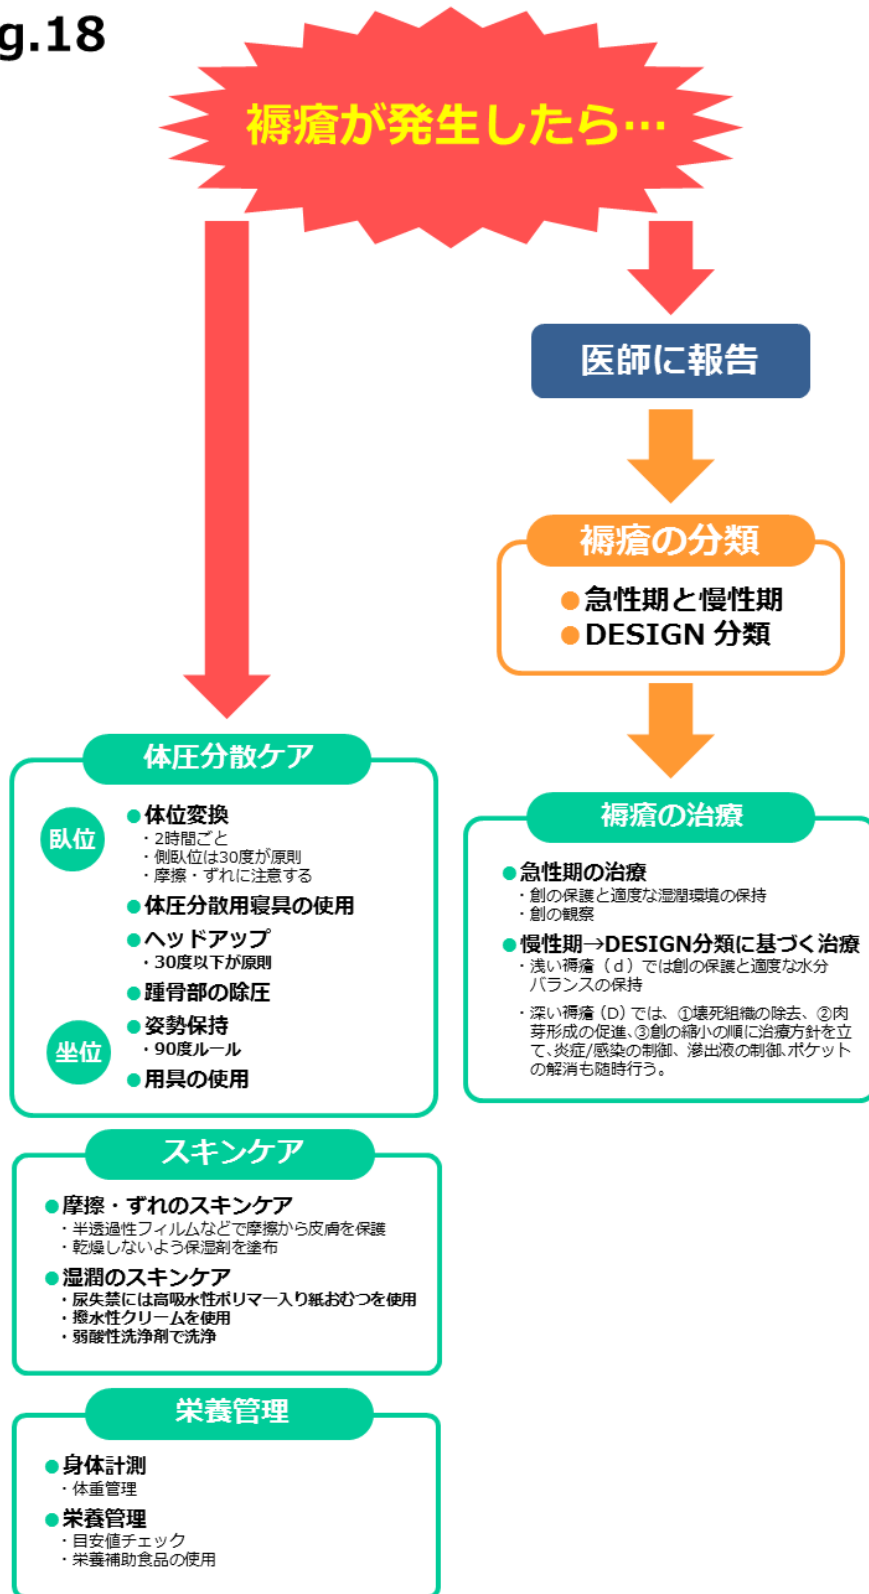 g.18
褥瘡が発生したら…
医師に報告
褥瘡の分類
●急性期と慢性期
●DESIGN 分類
体圧分散ケア
臥位
●体位変換
・2時間ごと
・側臥位は30度が原則
・摩擦・ずれに注意する
●体圧分散用寝具の使用
●ヘッドアップ
・30度以下が原則
●踵骨部の除圧
坐位
●姿勢保持
・90度ルール
●用具の使用
褥瘡の治療
●急性期の治療
・創の保護と適度な湿潤環境の保持
・創の観察
●慢性期→DESIGN分類に基づく治療
・浅い褥瘡（d）では創の保護と適度な水分
バランスの保持
・深い褥瘡（D）では、①壊死組織の除去、②肉
芽形成の促進、③創の縮小の順に治療方針を立
て、炎症/感染の制御、滲出液の制御、ポケット
の解消も随時行う。
スキンケア
●摩擦・ずれのスキンケア
・半透過性フィルムなどで摩擦から皮膚を保護
・乾燥しないよう保湿剤を塗布
●湿潤のスキンケア
・尿失禁には高吸水性ポリマー入り紙おむつを使用
・撥水性クリームを使用
・弱酸性洗浄剤で洗浄
栄養管理
●身体計測
・体重管理
●栄養管理
・目安値チェック
・栄養補助食品の使用